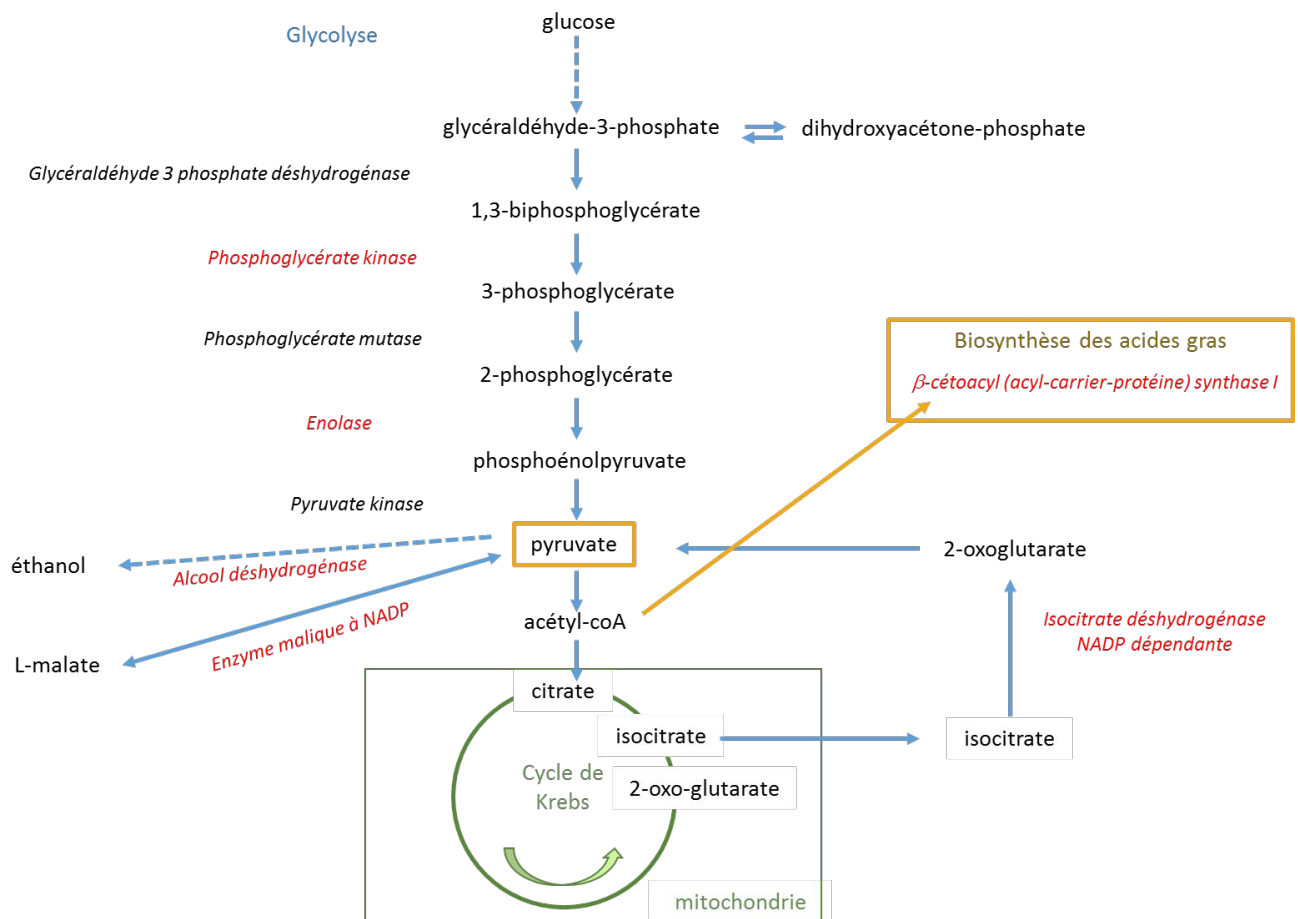 glucose
Glycolyse
glycéraldéhyde-3-phosphate
dihydroxyacétone-phosphate
Glycéraldéhyde 3 phosphate déshydrogénase
1,3-biphosphoglycérate
Phosphoglycérate kinase
3-phosphoglycérate
Phosphoglycérate mutase
Biosynthèse des acides gras
β-cétoacyl (acyl-carrier-protéine) synthase I
2-phosphoglycérate
Enolase
phosphoénolpyruvate
Pyruvate kinase
pyruvate
2-oxoglutarate
éthanol
Alcool déshydrogénase
acétyl-coA
Isocitrate déshydrogénase
NADP dépendante
Enzyme malique à NADP
L-malate
citrate
isocitrate
isocitrate
Cycle de
Krebs
2-oxo-glutarate
mitochondrie